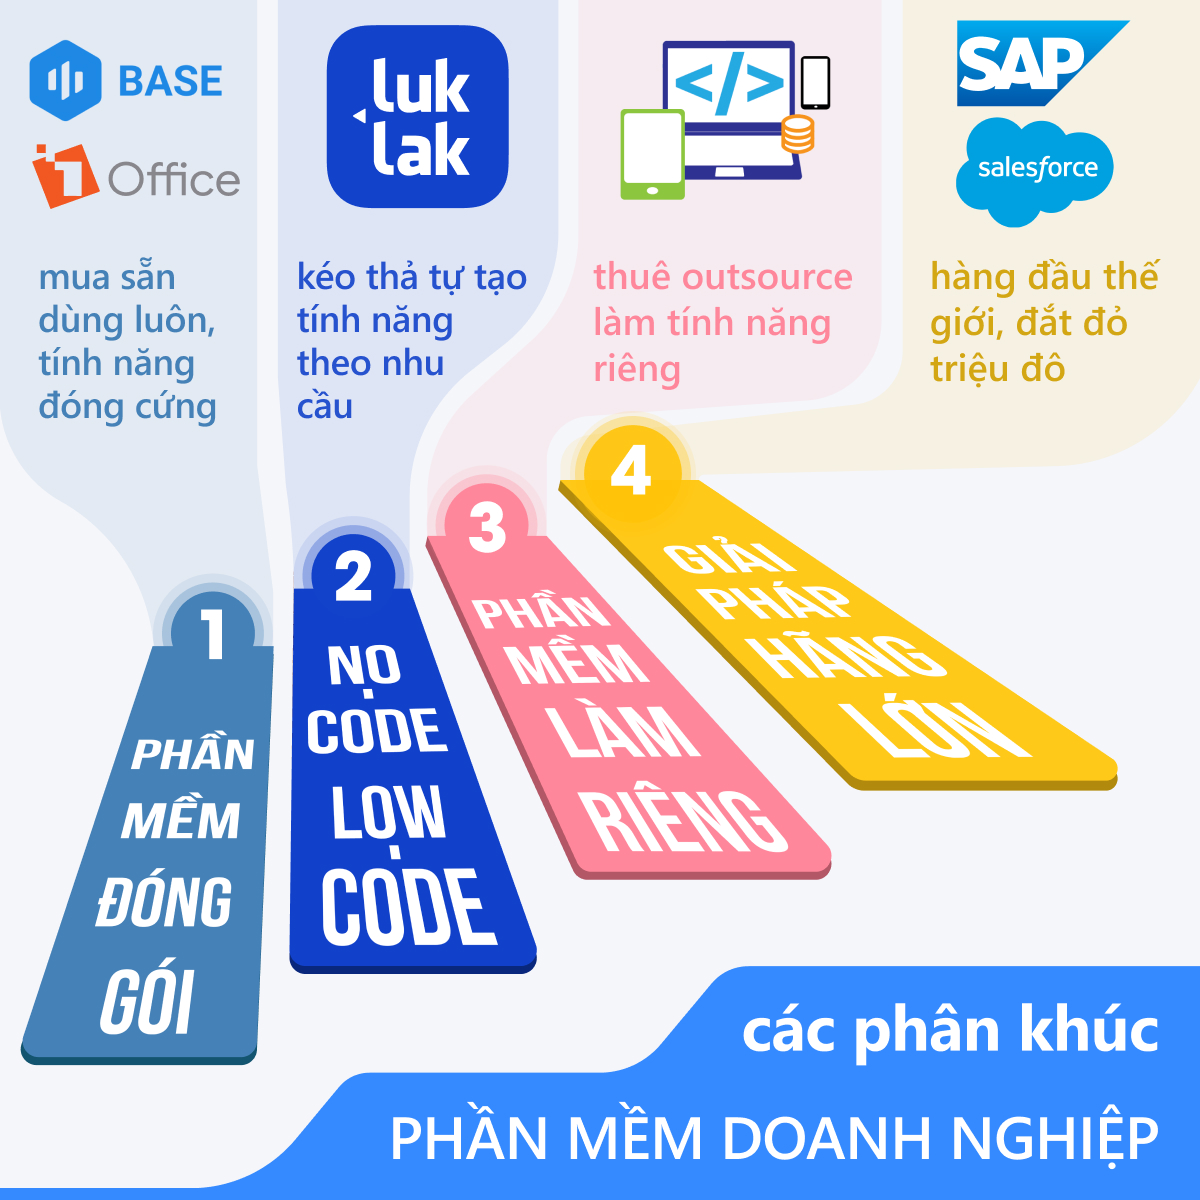 BASE
1Office
luk
lak
</>
SAP
salesforce
mua sẵn
dùng luôn,
tính năng
đóng cứng
kéo thả tự tạo
tính năng
theo nhu
cầu
thuê outsource
làm tính năng
riêng
hàng đầu thế
giới, đắt đỏ
triệu đô
1
PHẦN
MỀM
ĐÓNG
GÓI
2
NỌ
CODE
LOW
CODE
3
PHẦN
MỀM
LÀM
RIÊNG
4
GIẢI
PHÁP
HÃNG
LỚN
các phân khúc
PHẦN MỀM DOANH NGHIỆP